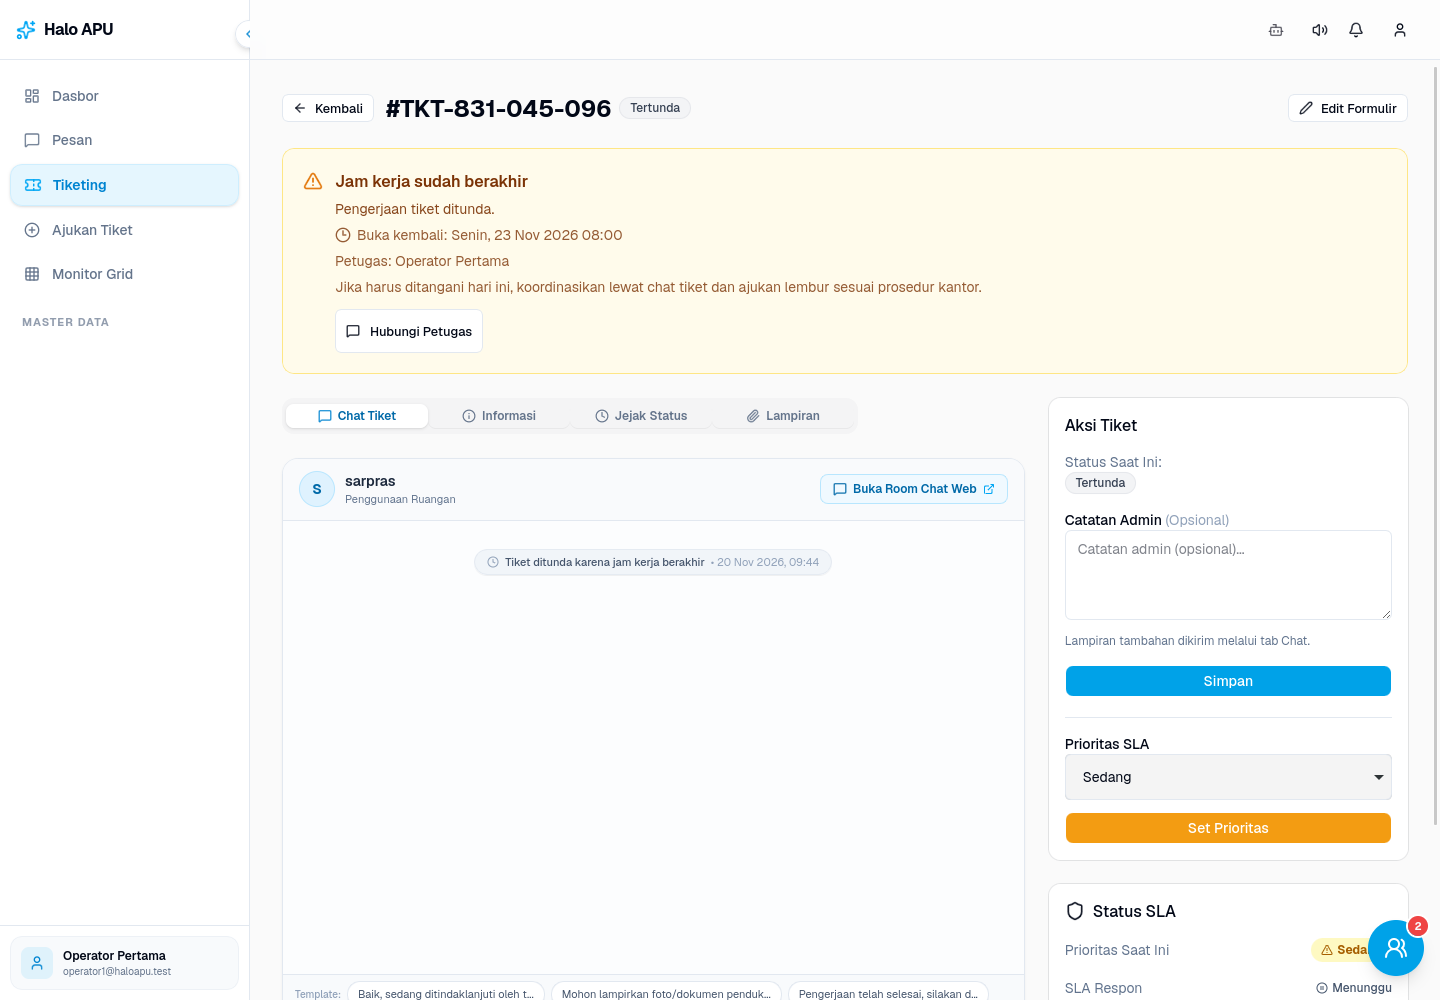 Halo APU
Dasbor
Pesan
Tiketing
Ajukan Tiket
Monitor Grid
MASTER DATA
Operator Pertama
operator1@haloapu.test
Kembali
#TKT-831-045-096
Tertunda
Edit Formulir
Jam kerja sudah berakhir
Pengerjaan tiket ditunda.
Buka kembali: Senin, 23 Nov 2026 08:00
Petugas: Operator Pertama
Jika harus ditangani hari ini, koordinasikan lewat chat tiket dan ajukan lembur sesuai prosedur kantor.
Hubungi Petugas
Chat Tiket
Informasi
Jejak Status
Lampiran
S
sarpras
Penggunaan Ruangan
Buka Room Chat Web
Tiket ditunda karena jam kerja berakhir • 20 Nov 2026, 09:44
Template:
Baik, sedang ditindaklanjuti oleh t...
Mohon lampirkan foto/dokumen penduk...
Pengerjaan telah selesai, silakan d...
Aksi Tiket
Status Saat Ini:
Tertunda
Catatan Admin (Opsional)
Catatan admin (opsional)...
Lampiran tambahan dikirim melalui tab Chat.
Simpan
Prioritas SLA
Sedang
Set Prioritas
Status SLA
Prioritas Saat Ini
Seda
SLA Respon
Menunggu
2